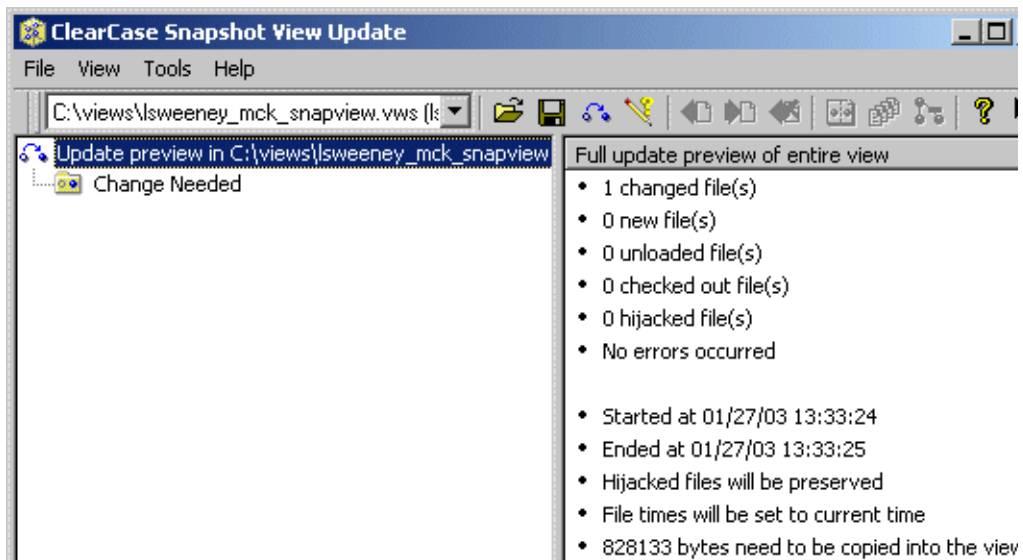 ClearCase Snapshot View Update
File View Tools Help
C:\views\lsweeney_mck_snapview.vws (ls
Update preview in C:\views\lsweeney_mck_snapview
Change Needed
Full update preview of entire view
• 1 changed file(s)
• 0 new file(s)
• 0 unloaded file(s)
• 0 checked out file(s)
• 0 hijacked file(s)
• No errors occurred
• Started at 01/27/03 13:33:24
• Ended at 01/27/03 13:33:25
• Hijacked files will be preserved
• File times will be set to current time
• 828133 bytes need to be copied into the view